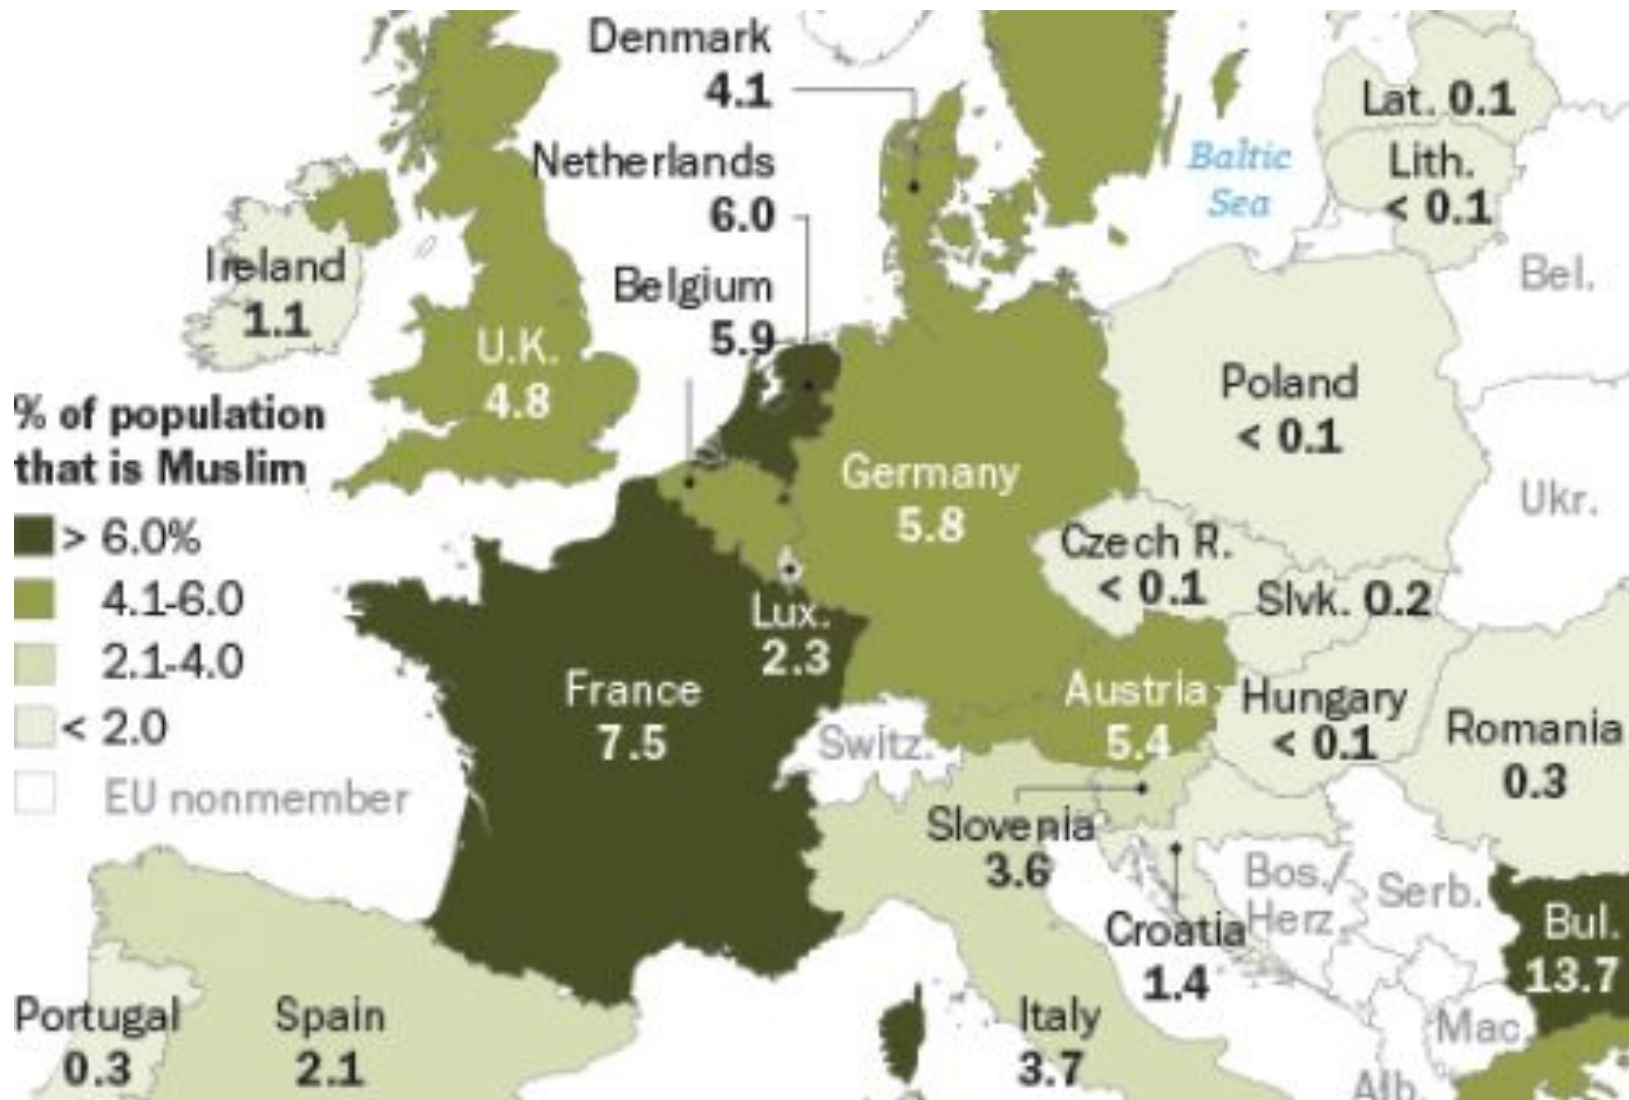 Denmark
4.1
Netherlands
6.0
Belgium
5.9
Baltic
Sea
Lat. 0.1
Lith.
< 0.1
Bel.
Ireland
1.1
U.K.
4.8
% of population
that is Muslim
> 6.0%
4.1-6.0
2.1-4.0
< 2.0
EU nonmember
Germany
5.8
Poland
< 0.1
Ukr.
Czech R.
< 0.1
Slvk. 0.2
Lux.
2.3
France
7.5
Switz.
Austria
5.4
Hungary
< 0.1
Romania
0.3
Slovenia
3.6
Croatia
1.4
Bos./
Herz.
Serb.
Bul.
13.7
Portugal
0.3
Spain
2.1
Italy
3.7
Mac.
Alb.